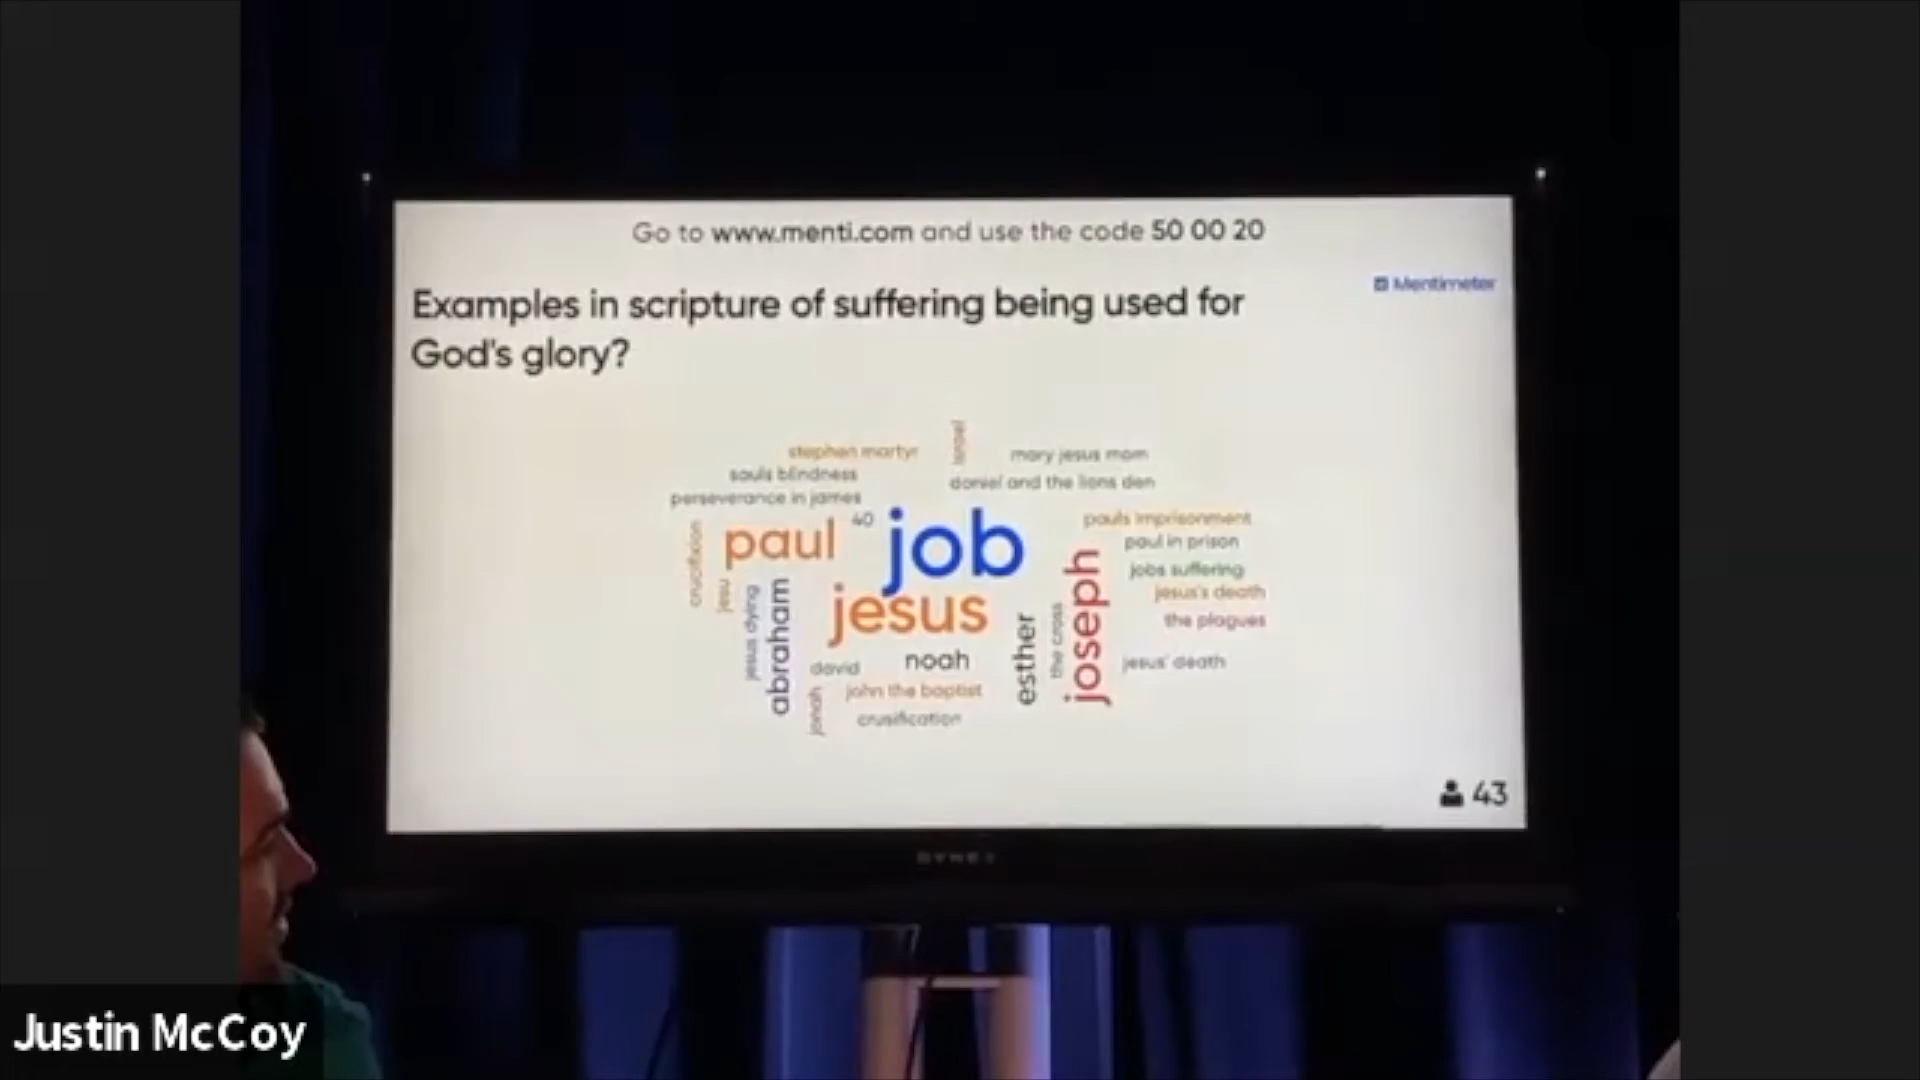 Go to www.menti.com and use the code 50 00 20
Mentimeter
Examples in scripture of suffering being used for
God's glory?
israel
stephen martyr
mary jesus mom
sauls blindness
daniel and the lions den
perseverance in james
40
job
paul
pauls imprisonment
paul in prison
crucifixion
jesu
jesus dying
abraham
jesus
joseph
jobs suffering
jesus's death
the plagues
esther
the cross
david
noah
jesus' death
jonah
john the baptist
crusification
43
DYNEX
Justin McCoy